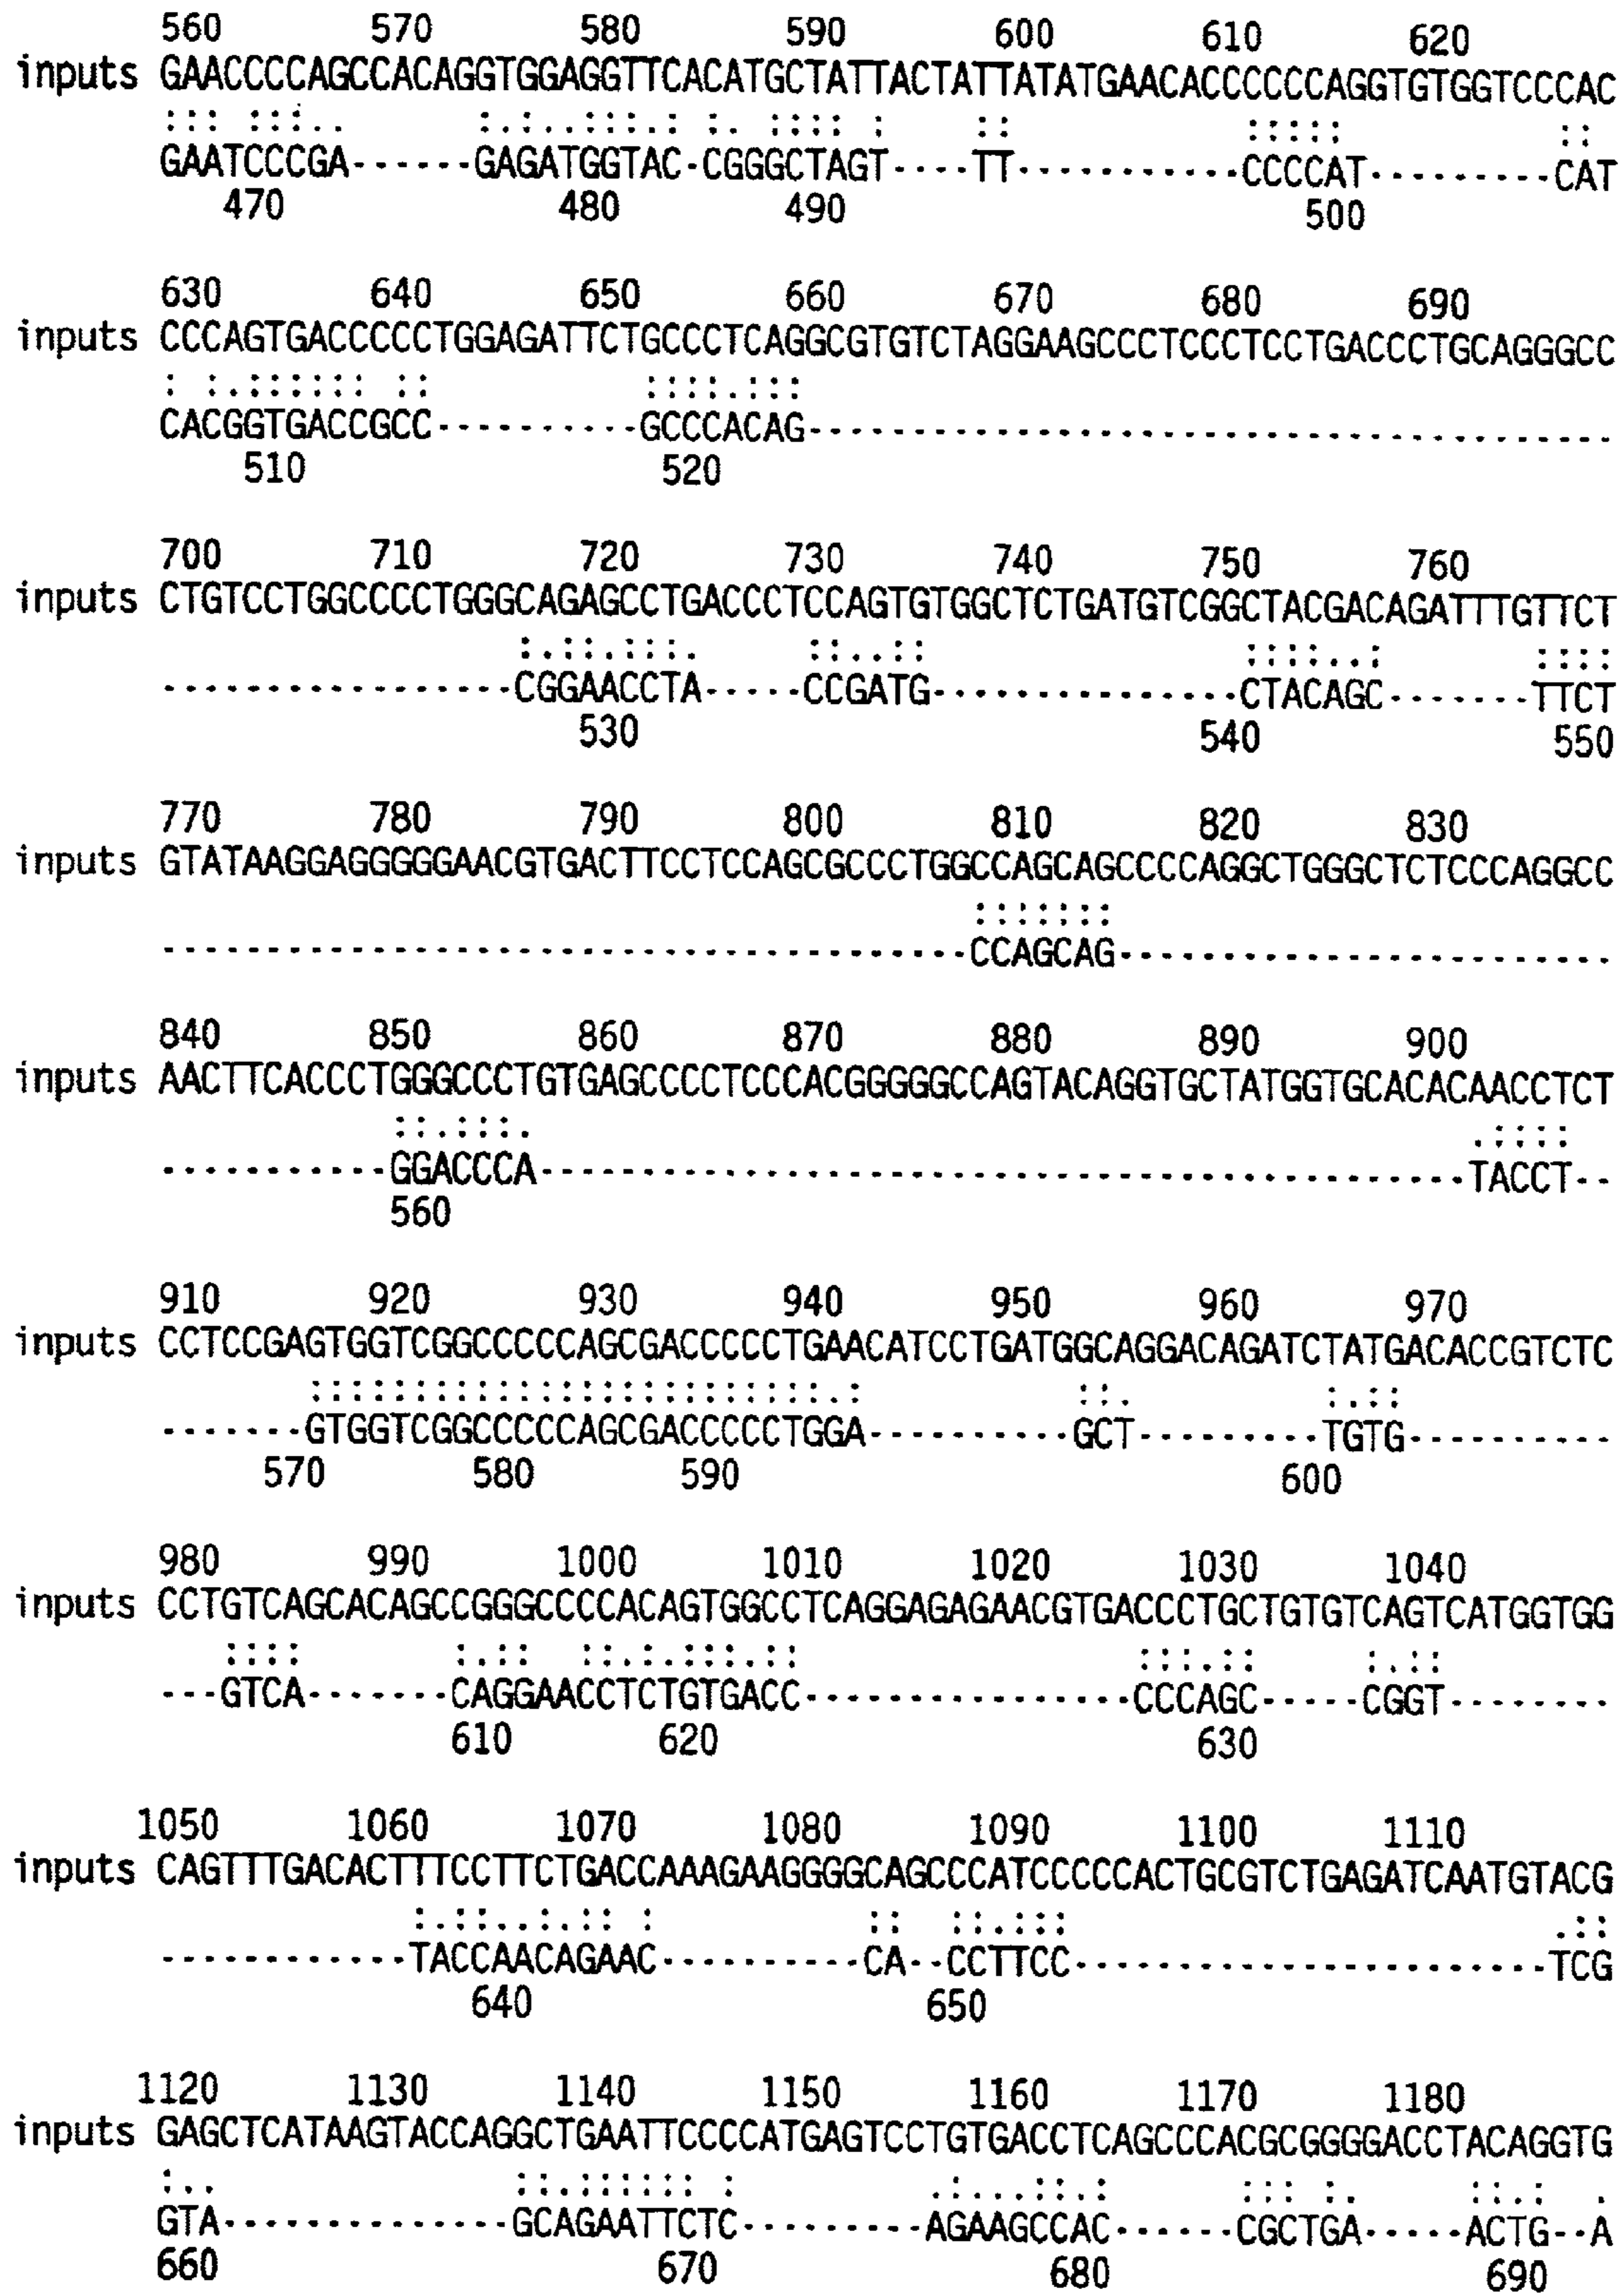 560 570 580 590 600 610 620
inputs GAACCCCAGCCACAGGTGGAGGTTCACATGCTATTACTATTATATGAACACCCCCCAGGTGTGGTCCCAC
::: :::.. :.:..:::.: :. :::: : :: ::::: ::
GAATCCCGA------GAGATGGTAC-CGGGCTAGT----TT-----------CCCCAT---------CAT
470 480 490 500
630 640 650 660 670 680 690
inputs CCCAGTGACCCCCTGGAGATTCTGCCCTCAGGCGTGTCTAGGAAGCCCTCCCTCCTGACCCTGCAGGGCC
: :.:::::: :: ::::.:::
CACGGTGACCGCC----------GCCCACAG---------------------------------------
510 520
700 710 720 730 740 750 760
inputs CTGTCCTGGCCCCTGGGCAGAGCCTGACCCTCCAGTGTGGCTCTGATGTCGGCTACGACAGATTTGTTCT
:.::.:::. ::..:: ::::..: ::::
-----------------CGGAACCTA-----CCGATG---------------CTACAGC-------TTCT
530 540 550
770 780 790 800 810 820 830
inputs GTATAAGGAGGGGGAACGTGACTTCCTCCAGCGCCCTGGCCAGCAGCCCCAGGCTGGGCTCTCCCAGGCC
:::::::
---------------------------------------CCAGCAG------------------------
840 850 860 870 880 890 900
inputs AACTTCACCCTGGGCCCTGTGAGCCCCTCCCACGGGGGCCAGTACAGGTGCTATGGTGCACACAACCTCT
::.:::. .::::
-----------GGACCCA---------------------------------------------TACCT--
560
910 920 930 940 950 960 970
inputs CCTCCGAGTGGTCGGCCCCCAGCGACCCCCTGAACATCCTGATGGCAGGACAGATCTATGACACCGTCTC
:::::::::::::::::::::::::.: ::. :.::
-------GTGGTCGGCCCCCAGCGACCCCCTGGA----------GCT---------TGTG----------
570 580 590 600
980 990 1000 1010 1020 1030 1040
inputs CCTGTCAGCACAGCCGGGCCCCACAGTGGCCTCAGGAGAGAACGTGACCCTGCTGTGTCAGTCATGGTGG
:::: :.:: ::.:.:::.:: :::.:: :.::
---GTCA-------CAGGAACCTCTGTGACC----------------CCCAGC-----CGGT--------
610 620 630
1050 1060 1070 1080 1090 1100 1110
inputs CAGTTTGACACTTTCCTTCTGACCAAAGAAGGGGCAGCCCATCCCCCACTGCGTCTGAGATCAATGTACG
:.::..:.:: : :: ::.::: .::
------------TACCAACAGAAC----------CA--CCTTCC-----------------------TCG
640 650
1120 1130 1140 1150 1160 1170 1180
inputs GAGCTCATAAGTACCAGGCTGAATTCCCCATGAGTCCTGTGACCTCAGCCCACGCGGGGACCTACAGGTG
:.. ::.::::::: : .:...::.: ::: :. ::.: .
GTA--------------GCAGAATTCTC---------AGAAGCCAC------CGCTGA-----ACTG--A
660 670 680 690